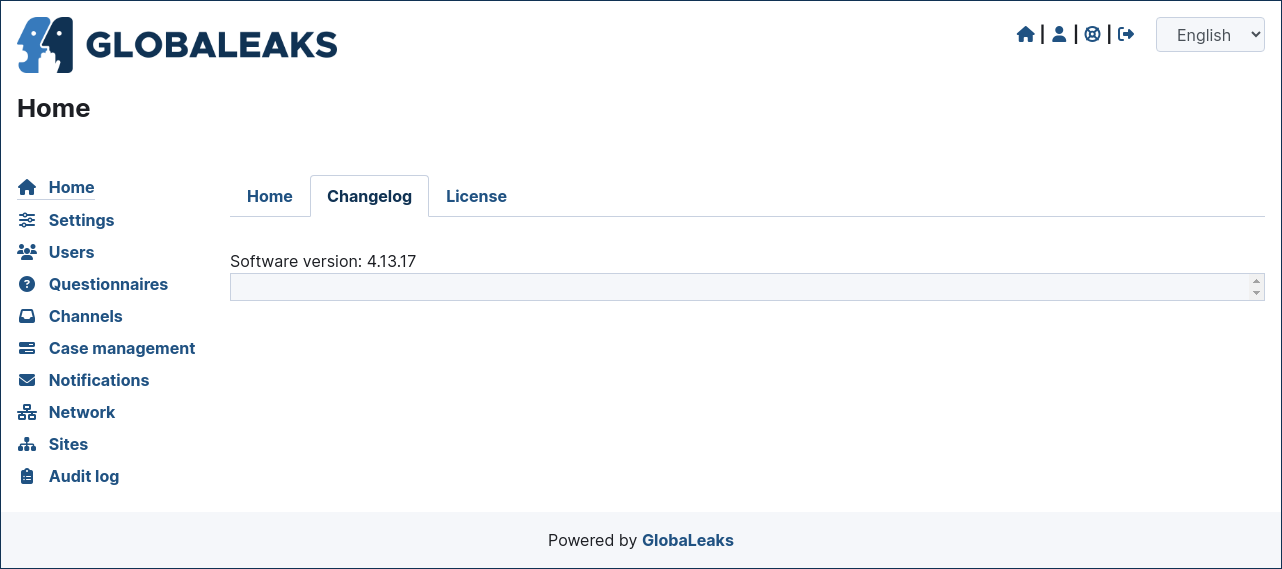 GLOBALEAKS
| | |
English
Home
Home
Settings
Users
Questionnaires
Channels
Case management
Notifications
Network
Sites
Audit log
Home Changelog License
Software version: 4.13.17
Powered by GlobaLeaks